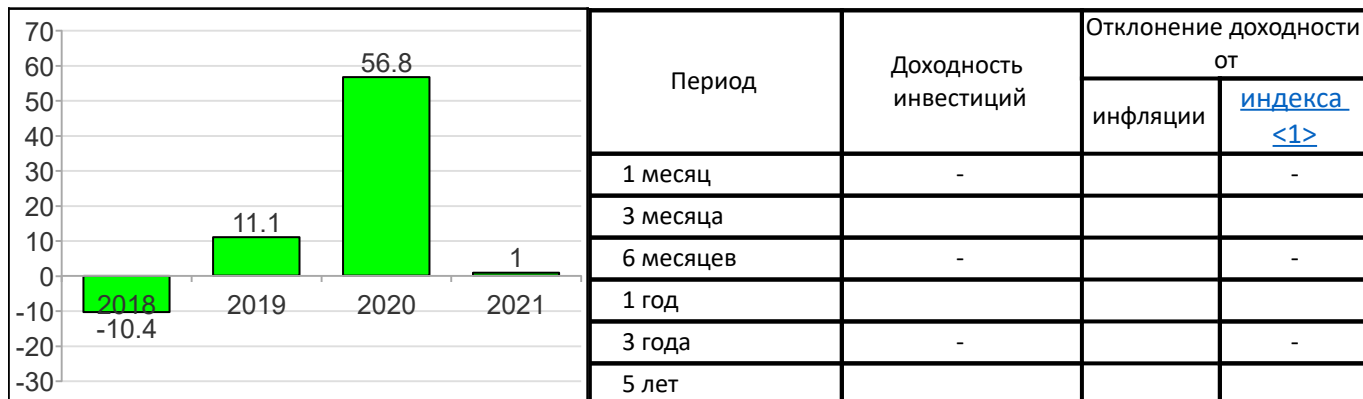 70
60
50
40
30
20
10
0
-10
-20
-30
56.8
11.1
1
2018 2019 2020 2021
-10.4
Период
Доходность
инвестиций
Отклонение доходности
от
инфляции
индекса
<1>
1 месяц - -
3 месяца
6 месяцев - -
1 год
3 года - -
5 лет